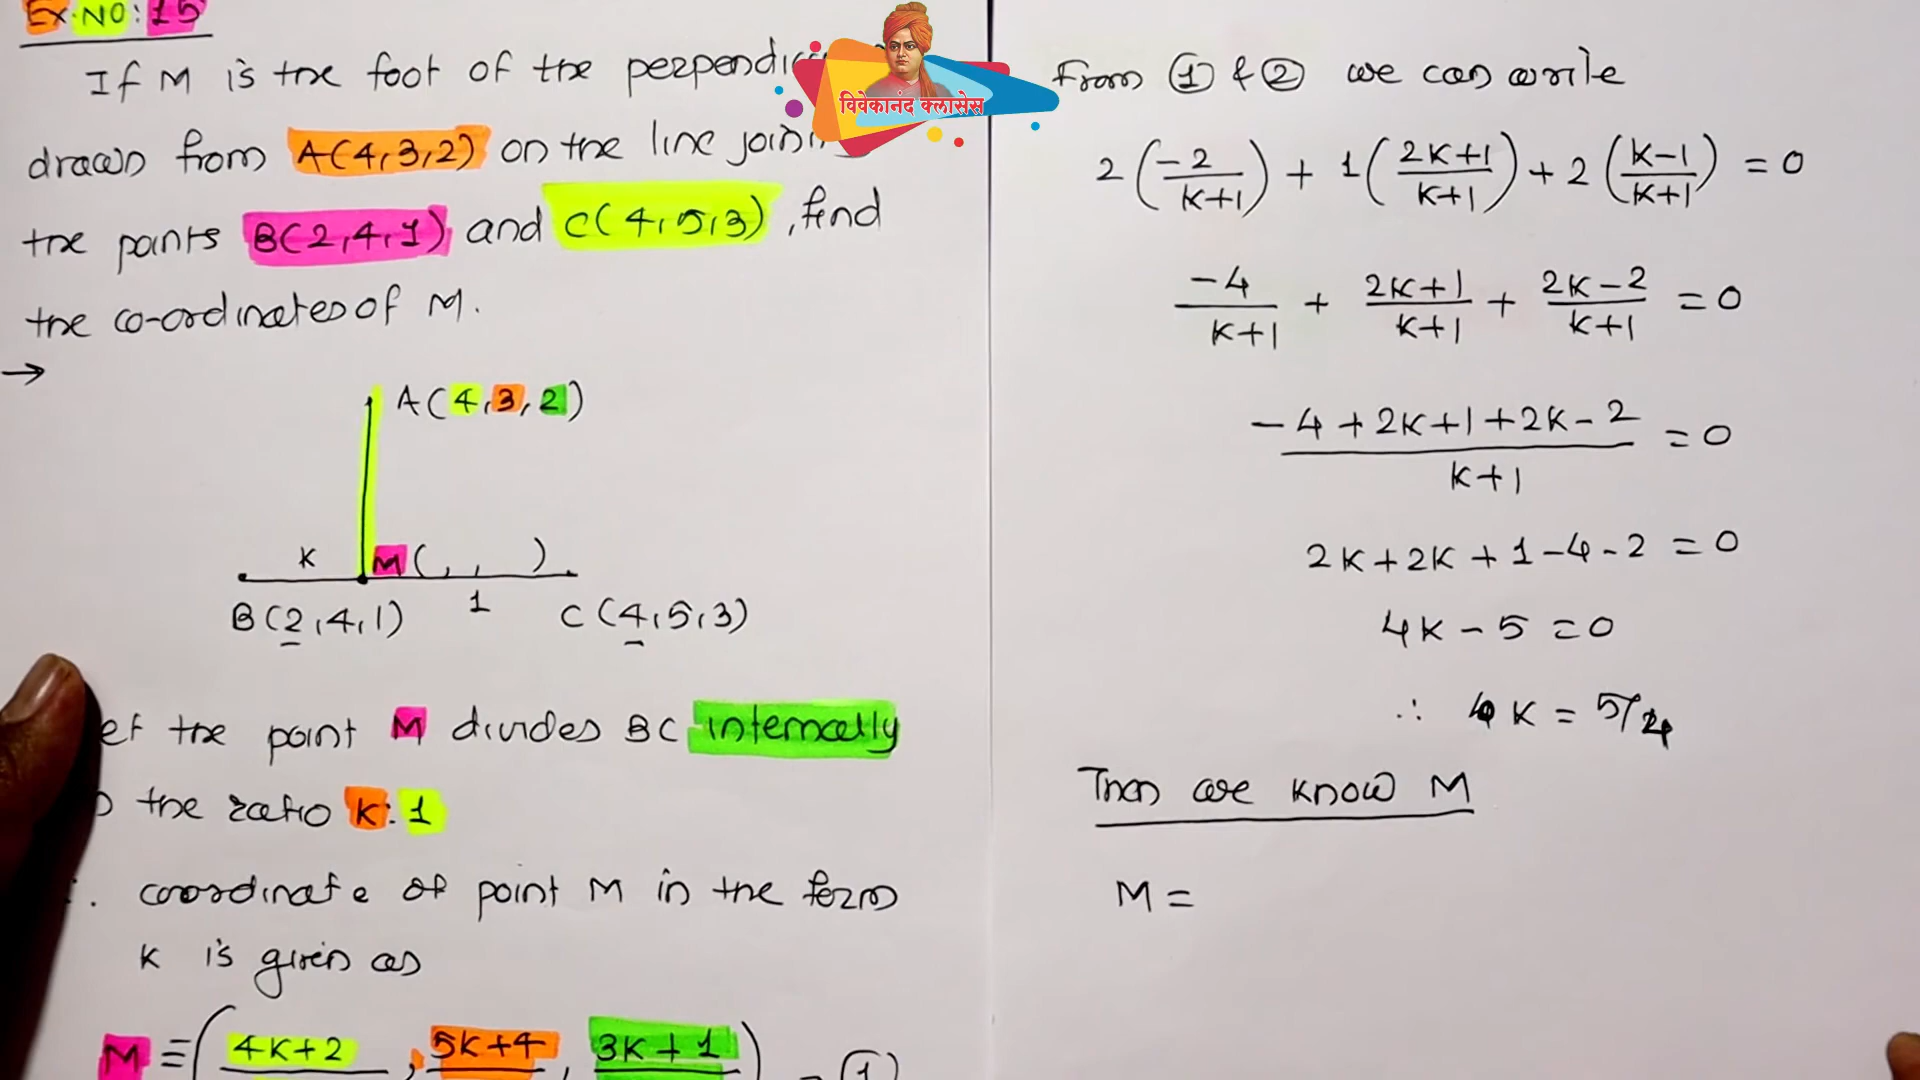 Ex.NO: 15
If M is the foot of the perpendic
drawn from A(4,3,2) on the line joinin
the points B(2,4,1) and C(4,5,3), find
the co-ordinates of M.
→
A(4,3,2)
K M( , , )
1
B(2,4,1) C(4,5,3)
et the point M divides BC internally
the ratio K:1
. coordinate of point M in the form
K is given as
M ≡ (4K+2 , 5K+4 , 3K+1) - (1)
विवेकानंद क्लासेस
From ① & ② we can write
2(-2/K+1) + 1(2K+1/K+1) + 2(K-1/K+1) = 0
-4/K+1 + 2K+1/K+1 + 2K-2/K+1 = 0
-4+2K+1+2K-2/K+1 = 0
2K+2K+1-4-2 = 0
4K-5 = 0
∴ K = 5/4
Then we know M
M =